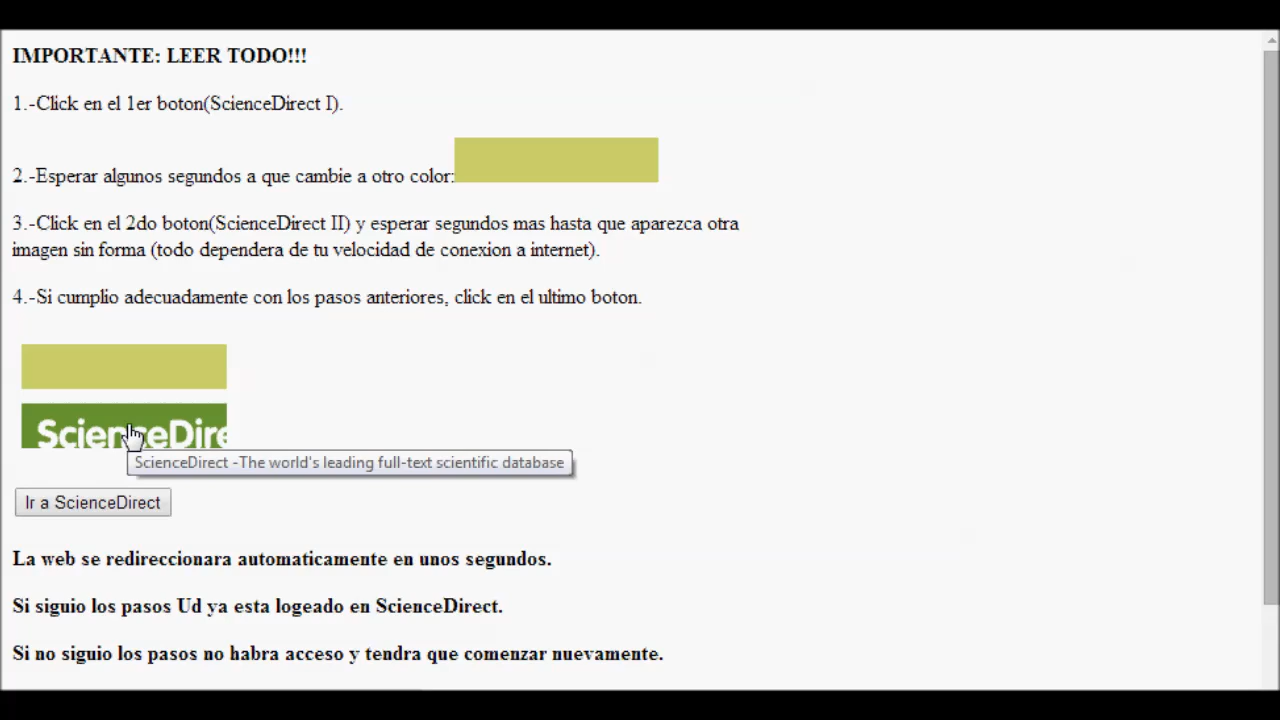 IMPORTANTE: LEER TODO!!!
1.-Click en el 1er boton(ScienceDirect I).
2.-Esperar algunos segundos a que cambie a otro color:
3.-Click en el 2do boton(ScienceDirect II) y esperar segundos mas hasta que aparezca otra
imagen sin forma (todo dependera de tu velocidad de conexion a internet).
4.-Si cumplio adecuadamente con los pasos anteriores, click en el ultimo boton.
ScienceDire
ScienceDirect -The world's leading full-text scientific database
Ir a ScienceDirect
La web se redireccionara automaticamente en unos segundos.
Si siguio los pasos Ud ya esta logeado en ScienceDirect.
Si no siguio los pasos no habra acceso y tendra que comenzar nuevamente.